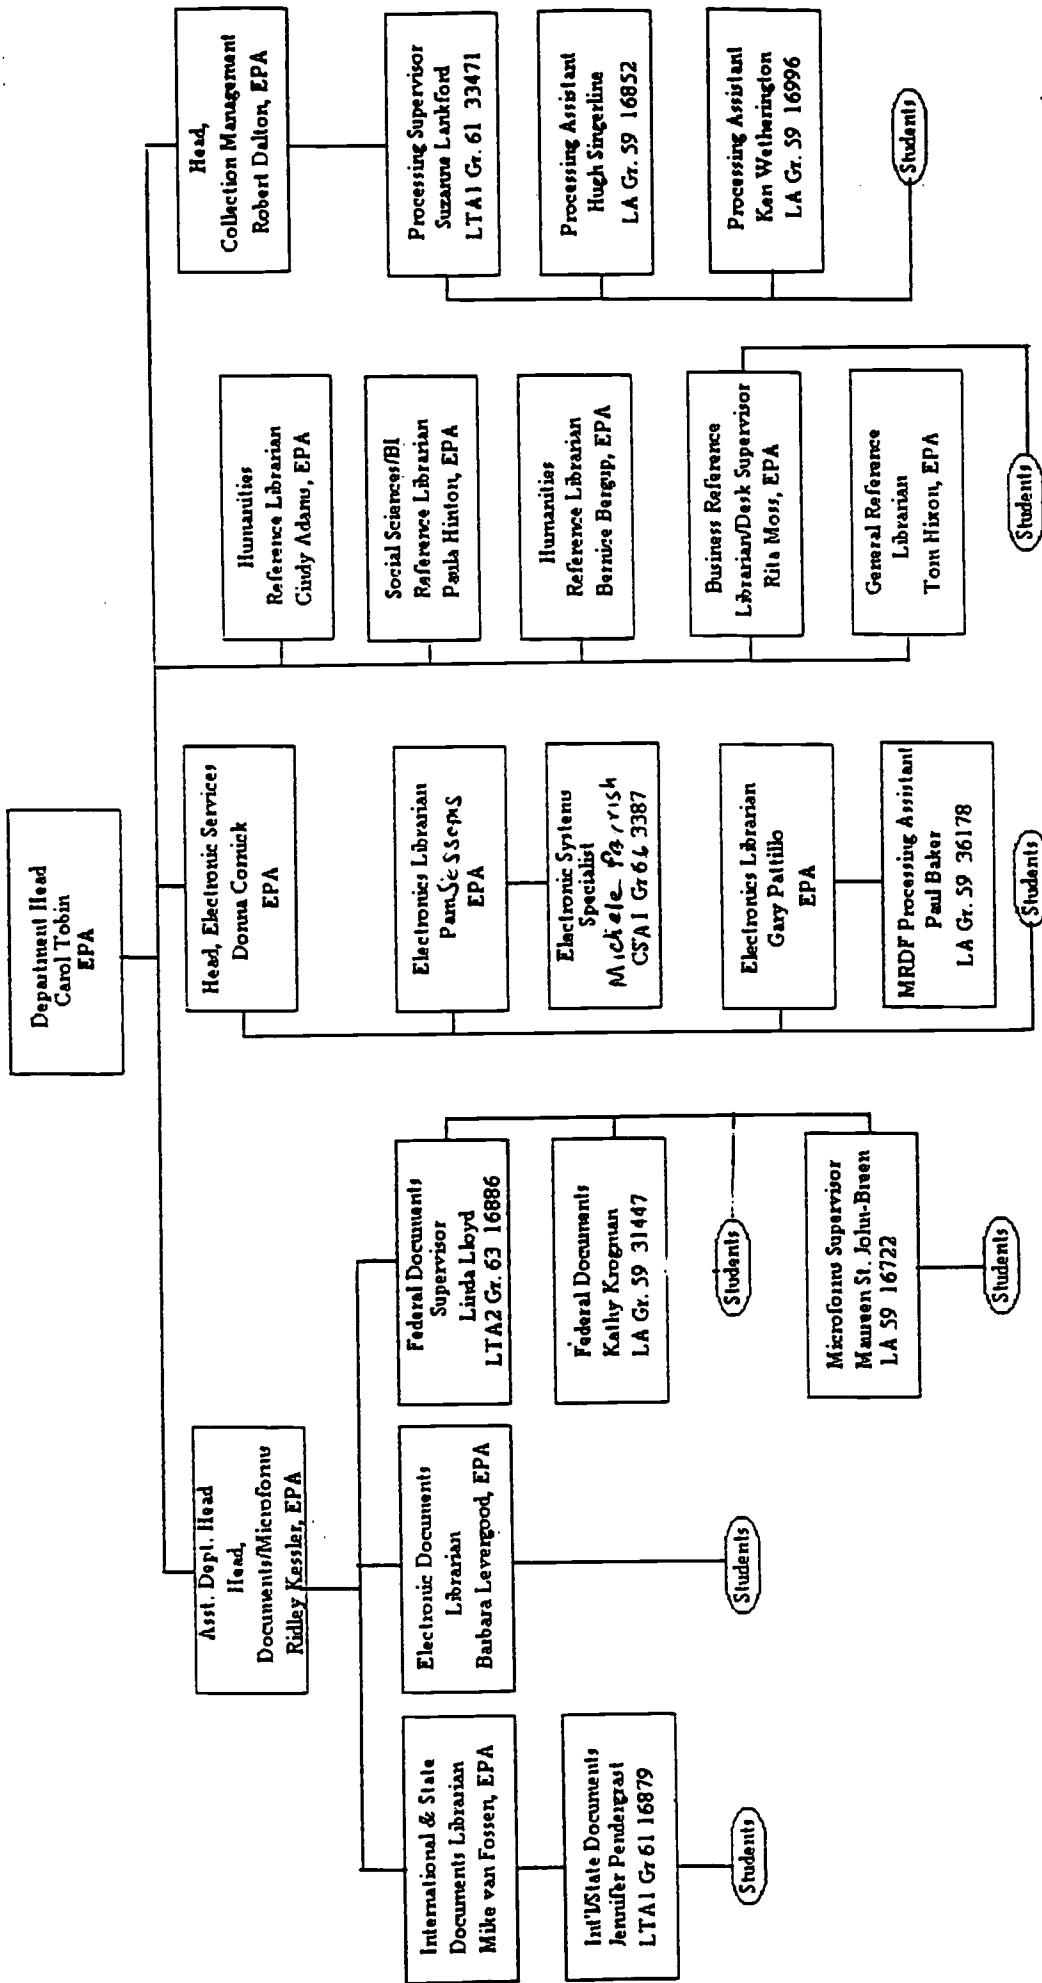 Department Head
Carol Tobin
EPA
Asst. Dept. Head
Head,
Documents/Microforms
Ridley Kessler, EPA
International & State
Documents Librarian
Mike van Fossen, EPA
Int'l/State Documents
Jennifer Pendergrast
LTA1 Gr 61 16879
Students
Electronic Documents
Librarian
Barbara Levergood, EPA
Students
Federal Documents
Supervisor
Linda Lloyd
LTA2 Gr. 63 16886
Federal Documents
Kathy Krogman
LA Gr. 59 31447
Students
Microforms Supervisor
Maureen St. John-Breen
LA 59 16722
Students
Head, Electronic Services
Donna Cornick
EPA
Electronics Librarian
Pam Sessoms
EPA
Electronic Systems
Specialist
Michele Parrish
CSA1 Gr 66 3387
Electronics Librarian
Gary Pattillo
EPA
MRDF Processing Assistant
Paul Baker
LA Gr. 59 36178
Students
Humanities
Reference Librarian
Cindy Adams, EPA
Social Sciences/BI
Reference Librarian
Paula Hinton, EPA
Humanities
Reference Librarian
Bernice Bergup, EPA
Business Reference
Librarian/Desk Supervisor
Rita Moss, EPA
General Reference
Librarian
Tom Nixon, EPA
Students
Head,
Collection Management
Robert Dalton, EPA
Processing Supervisor
Suzanne Lankford
LTA1 Gr. 61 33471
Processing Assistant
Hugh Singerline
LA Gr. 59 16852
Processing Assistant
Ken Wetherington
LA Gr. 59 16996
Students